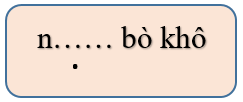 n…… bò khô
.